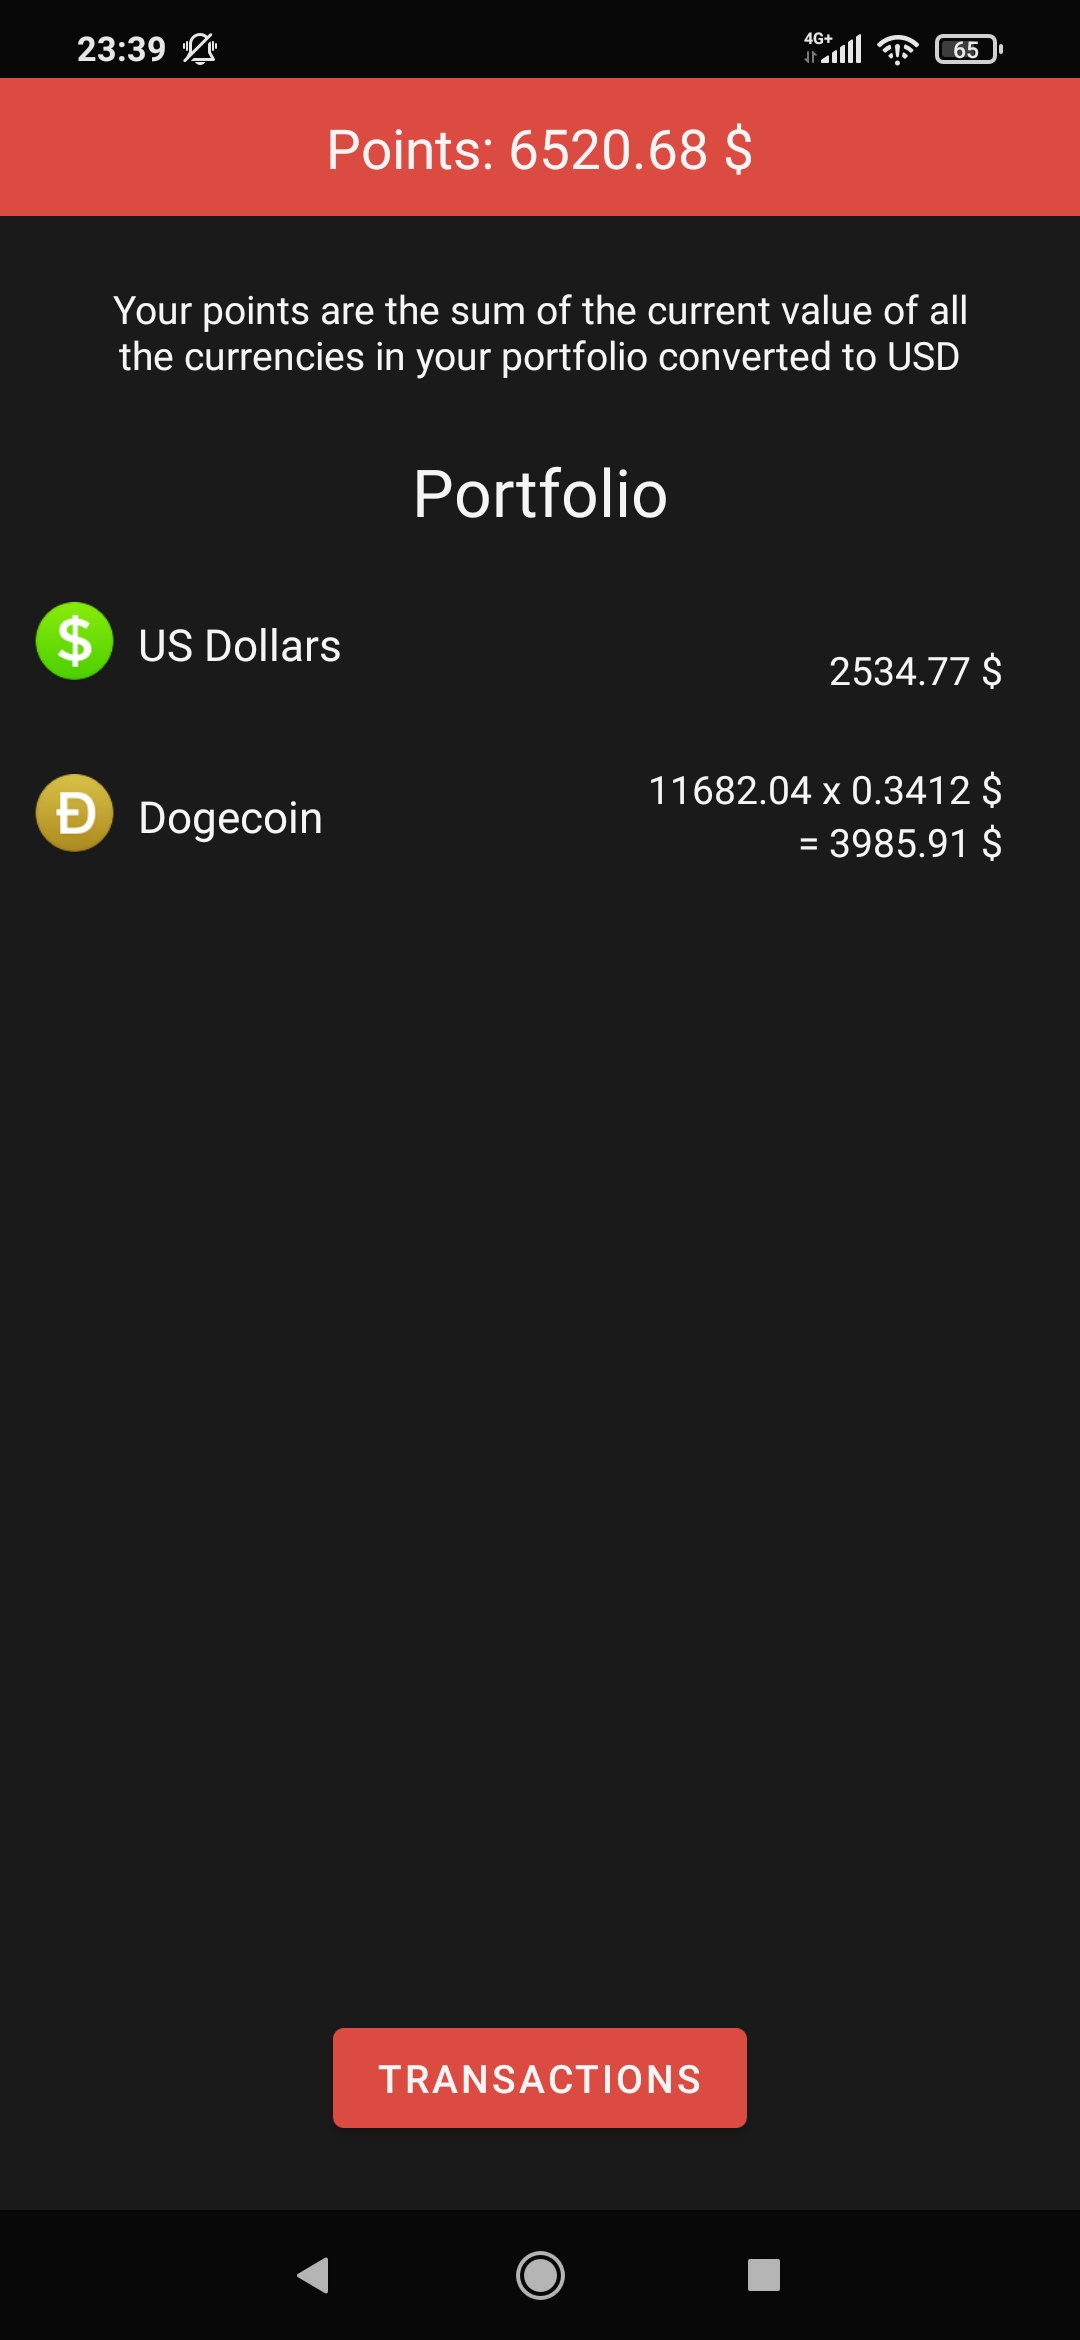 23:39
4G+
65
Points: 6520.68 $
Your points are the sum of the current value of all
the currencies in your portfolio converted to USD
Portfolio
$ US Dollars
2534.77 $
11682.04 x 0.3412 $
Ð Dogecoin
= 3985.91 $
TRANSACTIONS